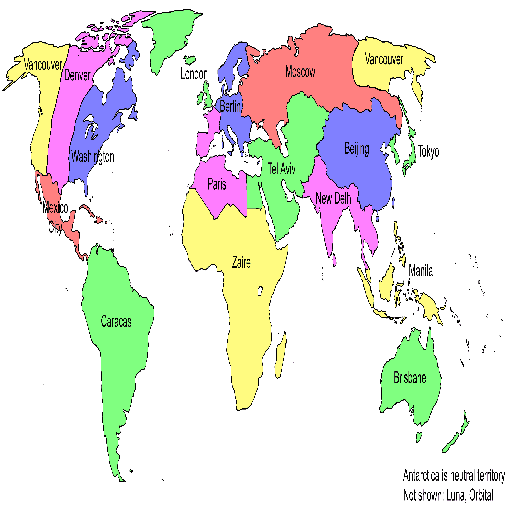 Vancouver
Denver
London
Moscow
Vancouver
Berlin
Washington
Beijing
Tokyo
Tel Aviv
Paris
New Delhi
Mexico
Zaire
Manila
Caracas
Brisbane
Antarctica is neutral territory
Not shown: Luna, Orbital